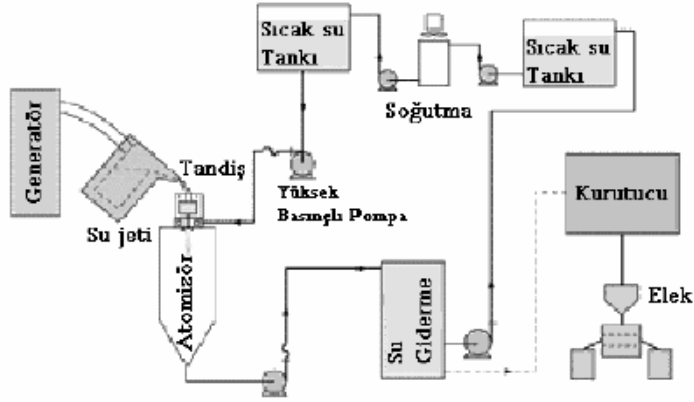 Sıcak su
Tankı
Sıcak su
Tankı
Soğutma
Generatör
Tandiş
Yüksek
Basınçlı Pompa
Su jeti
Atomizör
Kurutucu
Su
Giderme
Elek